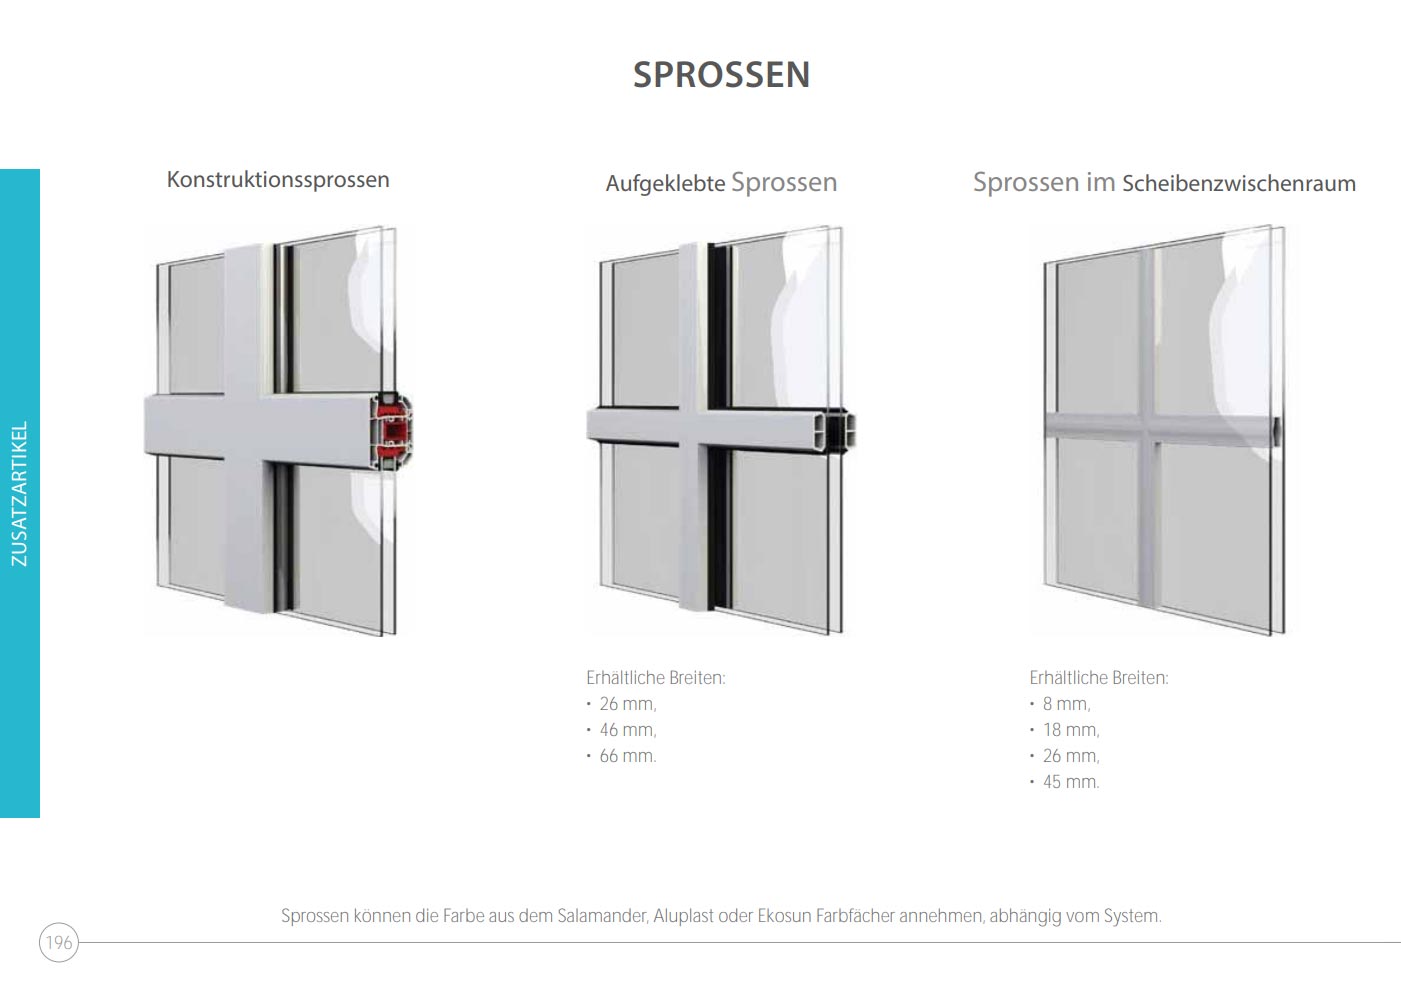 SPROSSEN
Konstruktionssprossen
Aufgeklebte Sprossen
Sprossen im Scheibenzwischenraum
ZUSATZARTIKEL
Erhältliche Breiten:
• 26 mm,
• 46 mm,
• 66 mm.
Erhältliche Breiten:
• 8 mm,
• 18 mm,
• 26 mm,
• 45 mm.
Sprossen können die Farbe aus dem Salamander, Aluplast oder Ekosun Farbfächer annehmen, abhängig vom System.
196